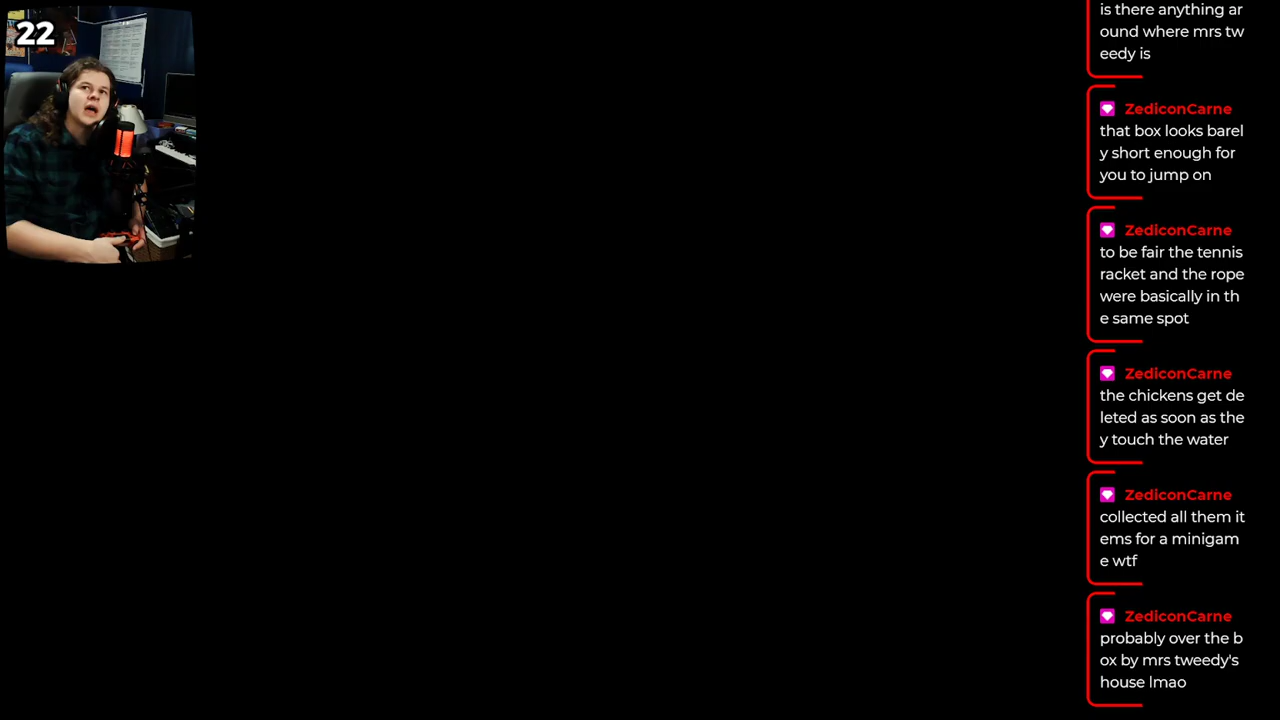 22
is there anything ar
ound where mrs tw
eedy is
ZediconCarne
that box looks barel
y short enough for
you to jump on
ZediconCarne
to be fair the tennis
racket and the rope
were basically in th
e same spot
ZediconCarne
the chickens get de
leted as soon as the
y touch the water
ZediconCarne
collected all them it
ems for a minigam
e wtf
ZediconCarne
probably over the b
ox by mrs tweedy's
house lmao